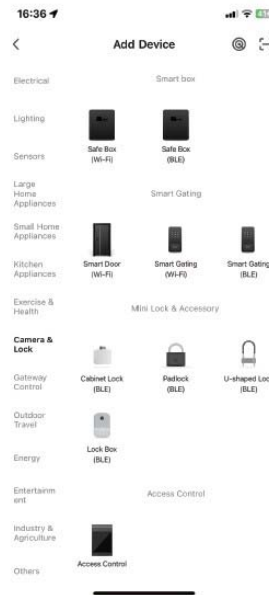 16:36
Add Device
Electrical
Lighting
Sensors
Large
Home
Appliances
Small Home
Appliances
Kitchen
Appliances
Exercise &
Health
Camera &
Lock
Gateway
Control
Outdoor
Travel
Energy
Entertainm
ent
Industry &
Agriculture
Others
Smart box
Safe Box
(Wi-Fi)
Safe Box
(BLE)
Smart Gating
Smart Door
(Wi-Fi)
Smart Gating
(Wi-Fi)
Smart Gating
(BLE)
Mini Lock & Accessory
Cabinet Lock
(BLE)
Padlock
(BLE)
U-shaped Loc
(BLE)
Lock Box
(BLE)
Access Control
Access Control